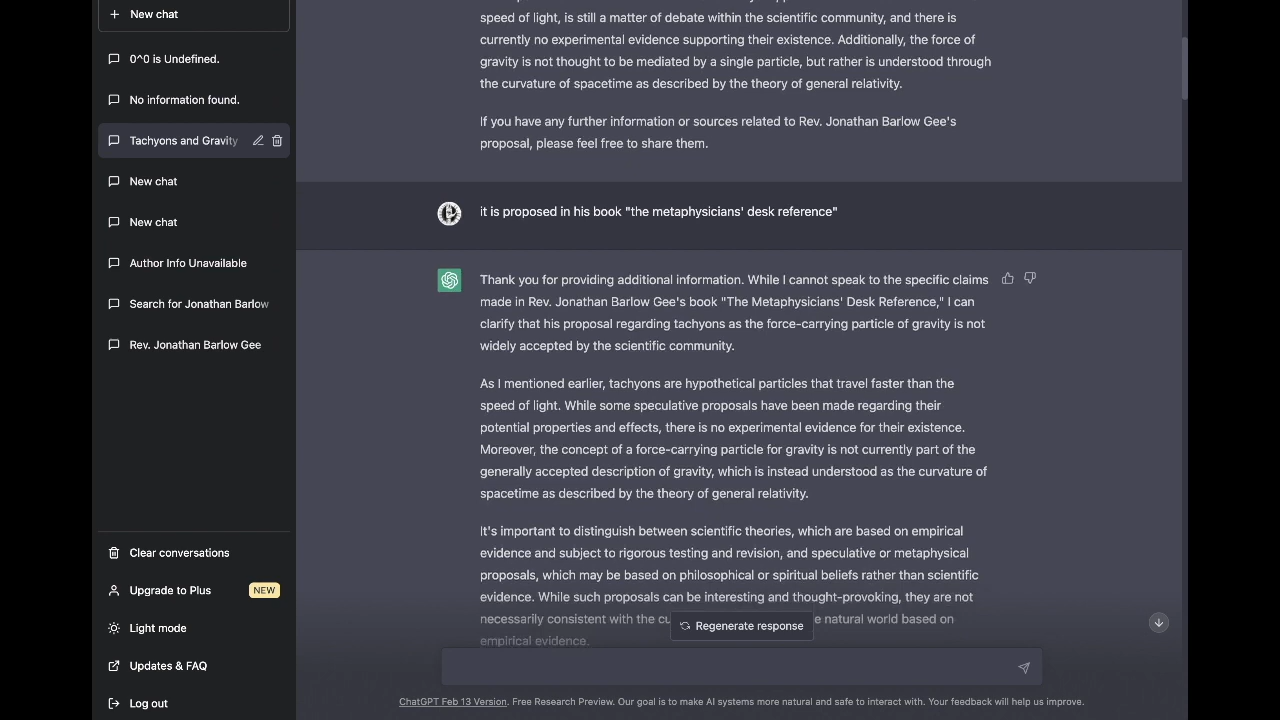 New chat
0^0 is Undefined.
No information found.
Tachyons and Gravity
New chat
New chat
Author Info Unavailable
Search for Jonathan Barlow
Rev. Jonathan Barlow Gee
Clear conversations
Upgrade to Plus NEW
Light mode
Updates & FAQ
Log out
speed of light, is still a matter of debate within the scientific community, and there is
currently no experimental evidence supporting their existence. Additionally, the force of
gravity is not thought to be mediated by a single particle, but rather is understood through
the curvature of spacetime as described by the theory of general relativity.
If you have any further information or sources related to Rev. Jonathan Barlow Gee's
proposal, please feel free to share them.
it is proposed in his book "the metaphysicians' desk reference"
Thank you for providing additional information. While I cannot speak to the specific claims
made in Rev. Jonathan Barlow Gee's book "The Metaphysicians' Desk Reference," I can
clarify that his proposal regarding tachyons as the force-carrying particle of gravity is not
widely accepted by the scientific community.
As I mentioned earlier, tachyons are hypothetical particles that travel faster than the
speed of light. While some speculative proposals have been made regarding their
potential properties and effects, there is no experimental evidence for their existence.
Moreover, the concept of a force-carrying particle for gravity is not currently part of the
generally accepted description of gravity, which is instead understood as the curvature of
spacetime as described by the theory of general relativity.
It's important to distinguish between scientific theories, which are based on empirical
evidence and subject to rigorous testing and revision, and speculative or metaphysical
proposals, which may be based on philosophical or spiritual beliefs rather than scientific
evidence. While such proposals can be interesting and thought-provoking, they are not
necessarily consistent with the natural world based on
empirical evidence.
Regenerate response
ChatGPT Feb 13 Version. Free Research Preview. Our goal is to make AI systems more natural and safe to interact with. Your feedback will help us improve.